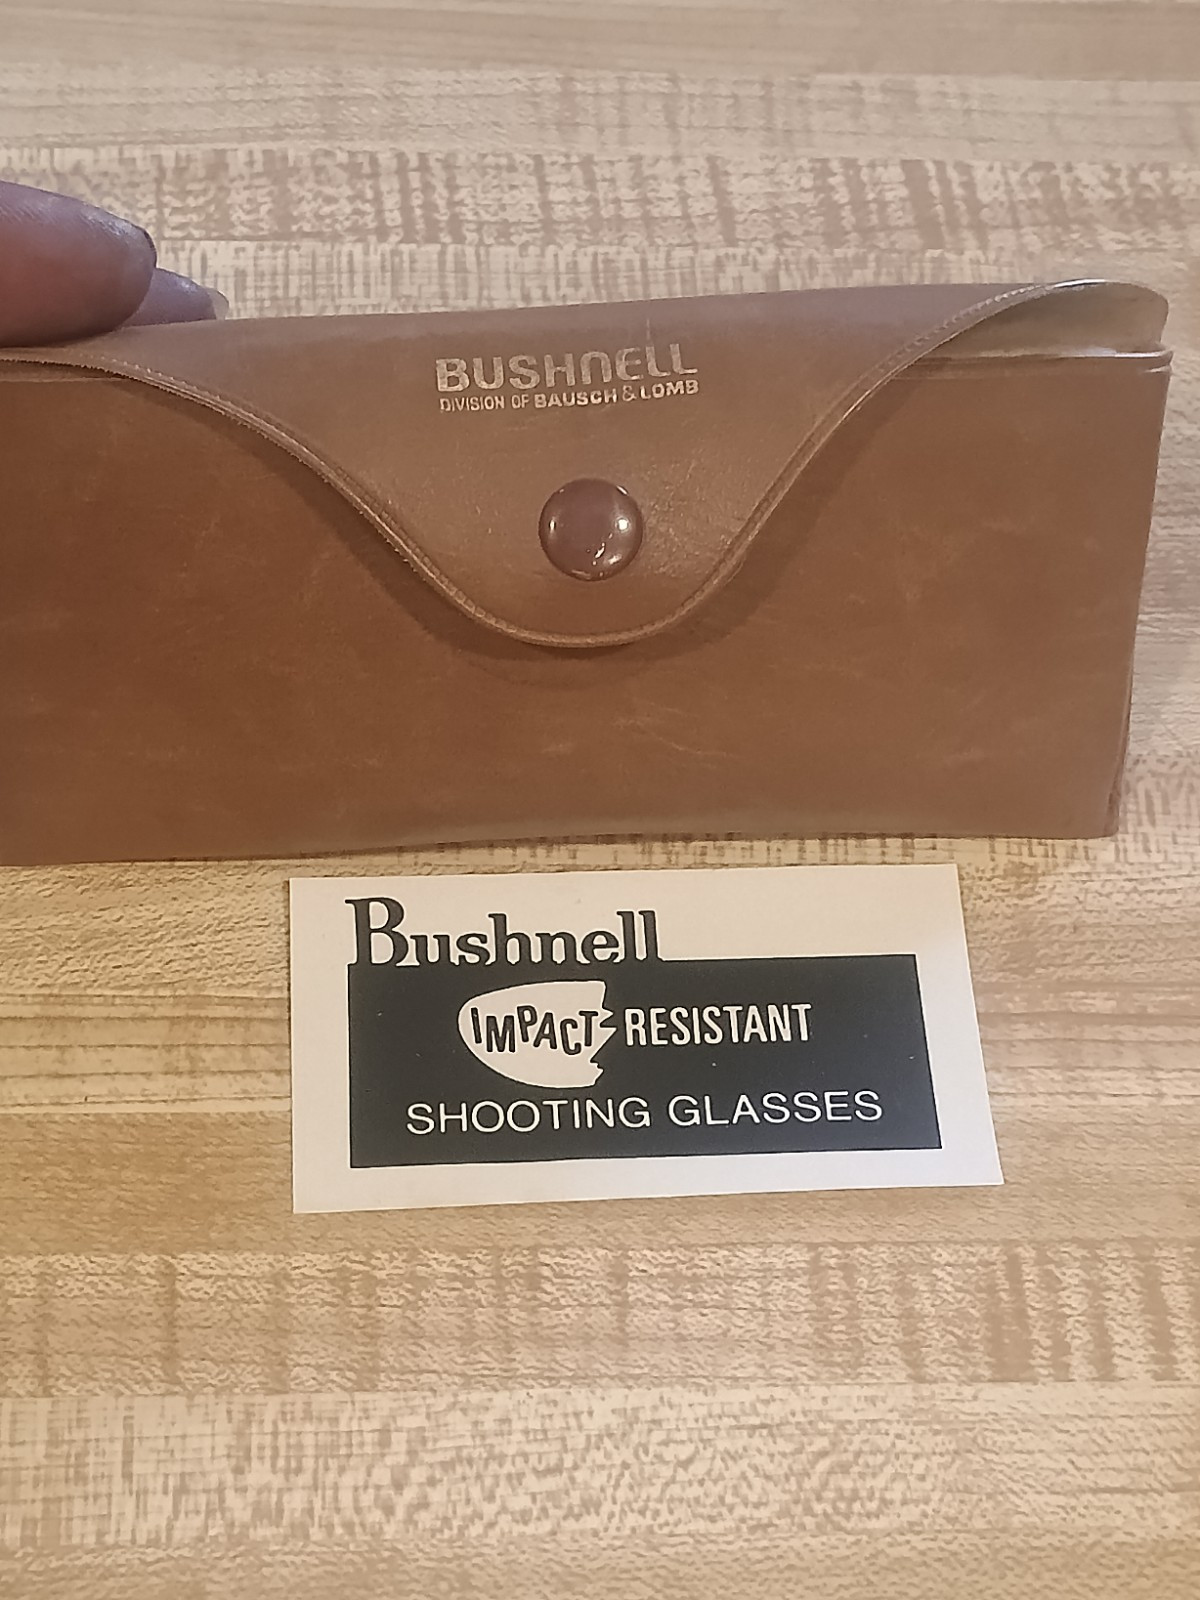 BUSHNELL
DIVISION OF BAUSCH & LOMB
Bushnell
IMPACT RESISTANT
SHOOTING GLASSES